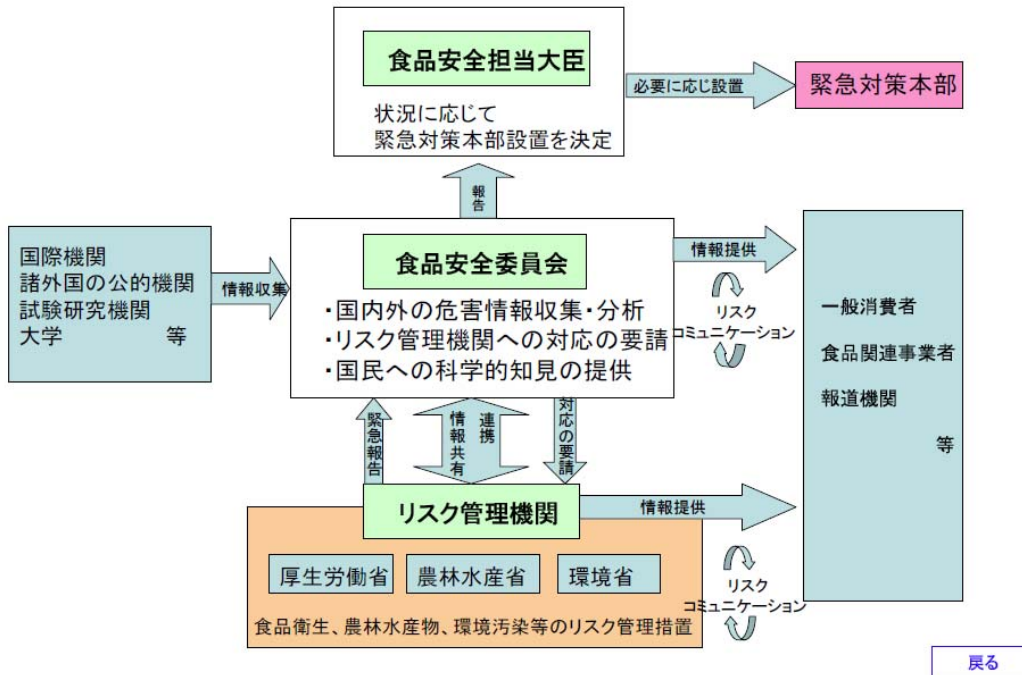 食品安全担当大臣
状況に応じて
緊急対策本部設置を決定
必要に応じ設置
緊急対策本部
報告
国際機関
諸外国の公的機関
試験研究機関
大学　　　　等
情報収集
食品安全委員会
・国内外の危害情報収集・分析
・リスク管理機関への対応の要請
・国民への科学的知見の提供
情報提供
リスク
コミュニケーション
一般消費者
食品関連事業者
報道機関
等
緊急報告
連携
情報共有
対応の要請
リスク管理機関
情報提供
厚生労働省
農林水産省
環境省
リスク
コミュニケーション
食品衛生、農林水産物、環境汚染等のリスク管理措置
戻る